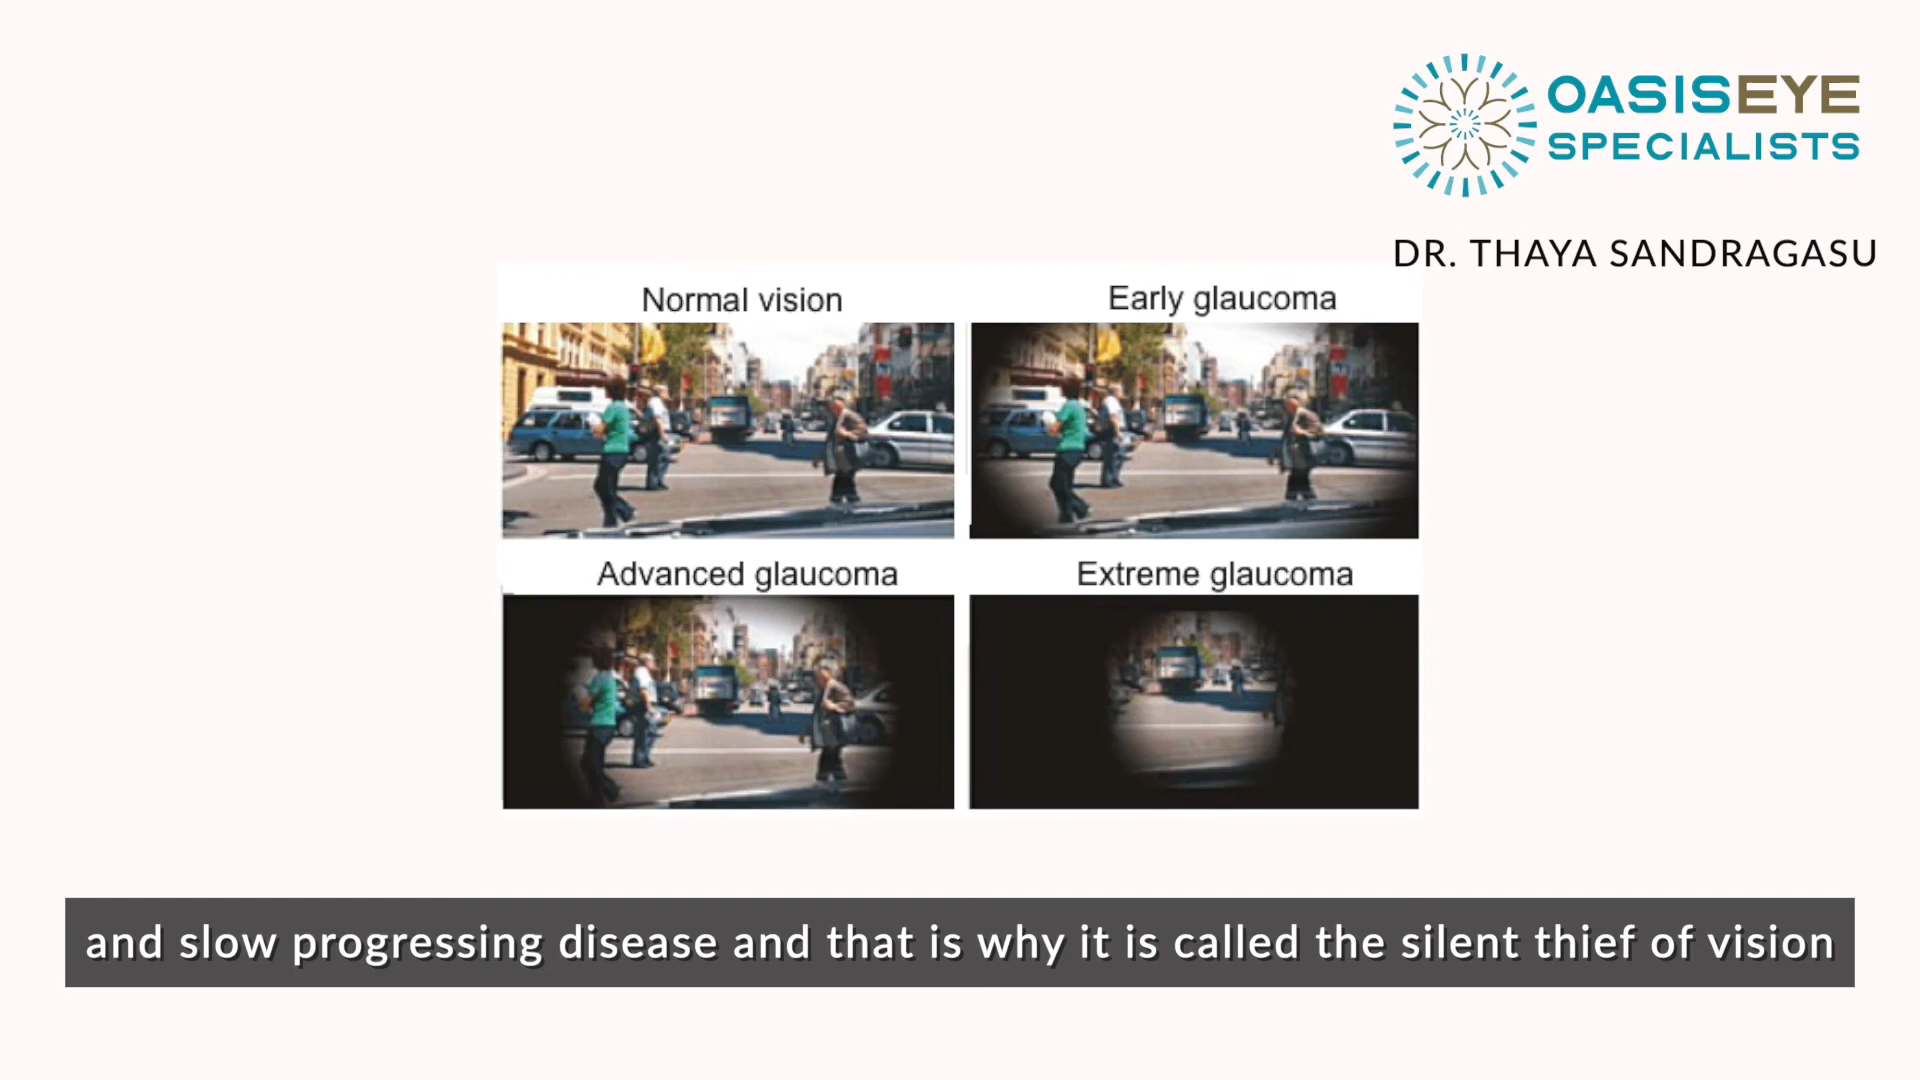 OASISEYE
SPECIALISTS
DR. THAYA SANDRAGASU
Normal vision
Early glaucoma
Advanced glaucoma
Extreme glaucoma
and slow progressing disease and that is why it is called the silent thief of vision